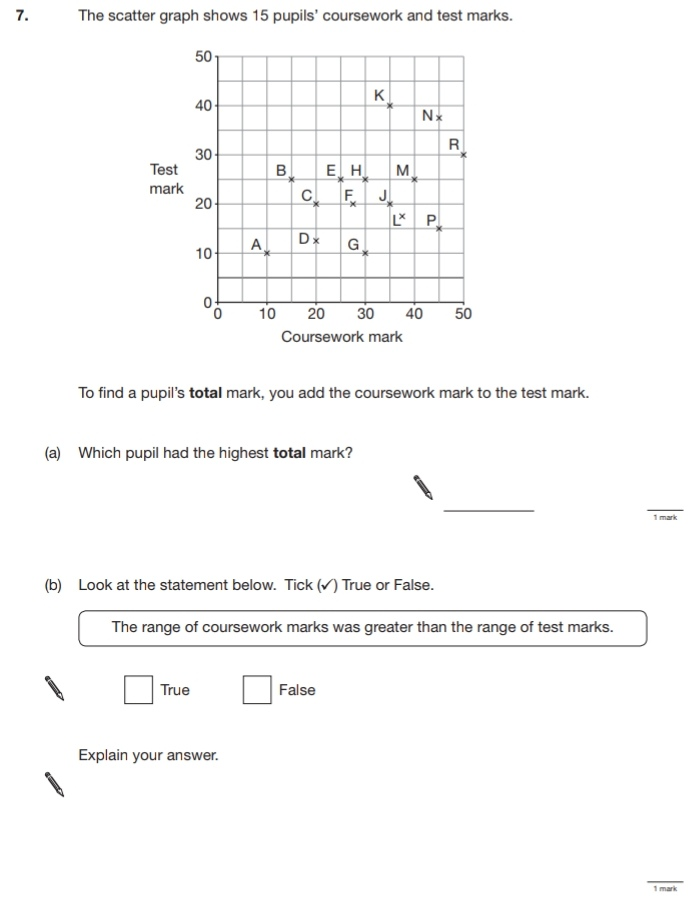 7. The scatter graph shows 15 pupils' coursework and test marks.
50
40
30
20
10
0
Test
mark
K
N
R
B
E
H
M
C
F
J
L
P
A
D
G
0 10 20 30 40 50
Coursework mark
To find a pupil's total mark, you add the coursework mark to the test mark.
(a) Which pupil had the highest total mark?
1 mark
(b) Look at the statement below. Tick (✓) True or False.
The range of coursework marks was greater than the range of test marks.
True False
Explain your answer.
1 mark